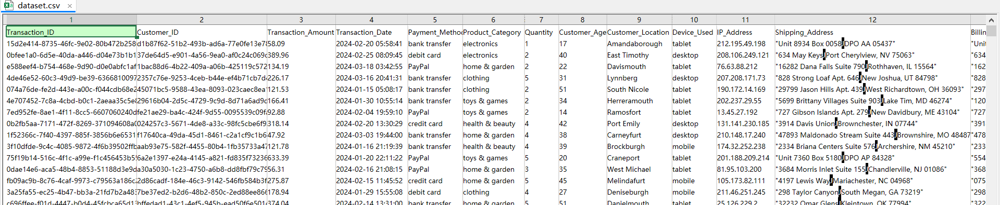 dataset.csv ×
1 2 3 4 5 6 7 8 9 10 11 12
Transaction_ID Customer_ID Transaction_Amount Transaction_Date Payment_Method Product_Category Quantity Customer_Age Customer_Location Device_Used IP_Address Shipping_Address Billin
15d2e414-8735-46fc-9e02-80b472b258 d1b87f62-51b2-493b-ad6a-77e0fe13e7 58.09 2024-02-20 05:58:41 bank transfer electronics 1 17 Amandaborough tablet 212.195.49.198 "Unit 8934 Box 0058 DPO AA 05437" "Unit
0bfee1a0-6d5e-40da-a446-d04e73b1b1 37de64d5-e901-4a56-9ea0-af0c24c069 389.96 2024-02-25 08:09:45 debit card electronics 2 40 East Timothy desktop 208.106.249.121 "634 May Keys Port Cherylview, NV 75063" "634
e588eef4-b754-468e-9d90-d0e0abfc1af 1bac88d6-4b22-409a-a06b-425119c572 134.19 2024-03-18 03:42:55 PayPal home & garden 2 22 Davismouth tablet 76.63.88.212 "16282 Dana Falls Suite 790 Rothhaven, IL 15564" "162
4de46e52-60c3-49d9-be39-6366810097 2357c76e-9253-4ceb-b44e-ef4b71cb7d 226.17 2024-03-16 20:41:31 bank transfer clothing 5 31 Lynnberg desktop 207.208.171.73 "828 Strong Loaf Apt. 646 New Joshua, UT 84798" "828
074a76de-fe2d-443e-a00c-f044cdb68e 45071bc5-9588-43ea-8093-023caec8ea 121.53 2024-01-15 05:08:17 bank transfer clothing 2 51 South Nicole tablet 190.172.14.169 "29799 Jason Hills Apt. 439 West Richardtown, OH 36093" "297
4e707452-7c8a-4cbd-b0c1-2aeaa35c5e 29616b04-2d5c-4729-9c9d-8d71a6ad9 166.41 2024-01-30 10:55:14 bank transfer toys & games 2 34 Herreramouth tablet 202.237.29.55 "5699 Brittany Villages Suite 903 Lake Tim, MD 46274" "120
7ed952fe-8ae1-4f11-8cc5-6607060240d fe21ae29-ba4c-424f-9d55-0095539c09f 92.88 2024-02-04 19:59:10 PayPal toys & games 2 14 Ramosfort tablet 13.45.27.192 "727 Gibson Islands Apt. 279 New Davidbury, ME 43104" "727
0b2fb5aa-7171-472f-8269-371094608a 024257c3-5671-4de8-a33c-98fc5cbe6f9 318.14 2024-02-20 13:30:29 credit card health & beauty 4 42 Port Emily desktop 131.141.230.185 "3914 Davis Union Brownchester, IN 07744" "391
1f52366c-7f40-4397-885f-3856b6e6531 f17640ca-49da-45d1-8461-c2a1cf9c1b6 47.92 2024-03-03 19:44:00 bank transfer home & garden 4 38 Carneyfurt desktop 210.148.17.240 "47893 Maldonado Stream Suite 443 Brownshire, MO 48487 "478
3f10dfde-9c4c-4085-9872-4f6b39502ffb aab93e75-582f-4455-80b4-1fb35733a4 121.78 2024-01-16 21:19:39 bank transfer health & beauty 4 39 Brockburgh mobile 174.32.252.238 "2334 Briana Centers Suite 576 Archershire, NM 45210" "233
75f19b14-516c-4f1c-a99e-f1c456453b5 6a2e1397-e24a-4145-a821-fd835f73236 633.39 2024-01-20 22:11:22 PayPal toys & games 5 20 Craneport tablet 201.188.209.214 "Unit 7360 Box 5180 DPO AP 84328" "554
0dae14e6-aca5-48b4-8853-51188d3e9d a30a5030-1c23-4750-a6b8-dd8fbf79c79 56.31 2024-02-16 21:08:15 PayPal home & garden 3 35 West Michael tablet 81.95.103.200 "3684 Morris Inlet Suite 155 Chandlerville, NJ 01086" "368
fb09ac9b-8c76-4caf-9973-c79563a186c 2d86cadf-184e-46c3-9142-546fb584b3f 275.87 2024-02-15 11:45:52 credit card home & garden 5 45 Melindafurt mobile 105.173.82.111 "4197 Lewis Way Mariachester, NC 04968" "075
3a25fa55-ec25-4b47-bb3a-21fd7b2a48 7be37ed2-b2d6-48b2-850c-2ed88ee86 178.94 2024-01-29 15:55:08 debit card clothing 4 27 Deniseburgh mobile 211.46.251.245 "298 Taylor Canyon South Megan, GA 73219" "298
c696ffee-f01d-4447-b0d4-45fcbca65d1 bffedad1-43c1-4ef5-945b-ead50f6e501 374.04 2024-02-14 13:31:00 bank transfer home & garden 5 51 Danielmouth tablet 25.126.229.2 "32232 Omar Glens Kleintown, OK 77994" "322